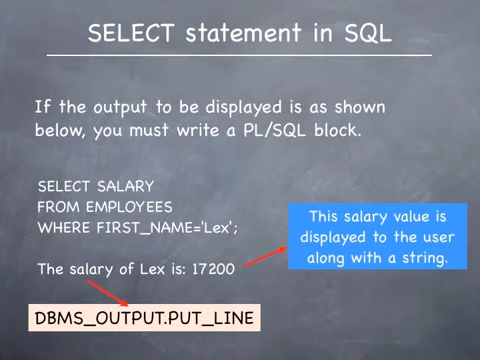 SELECT statement in SQL
If the output to be displayed is as shown
below, you must write a PL/SQL block.
SELECT SALARY
FROM EMPLOYEES
WHERE FIRST_NAME='Lex';
The salary of Lex is: 17200
This salary value is
displayed to the user
along with a string.
DBMS_OUTPUT.PUT_LINE